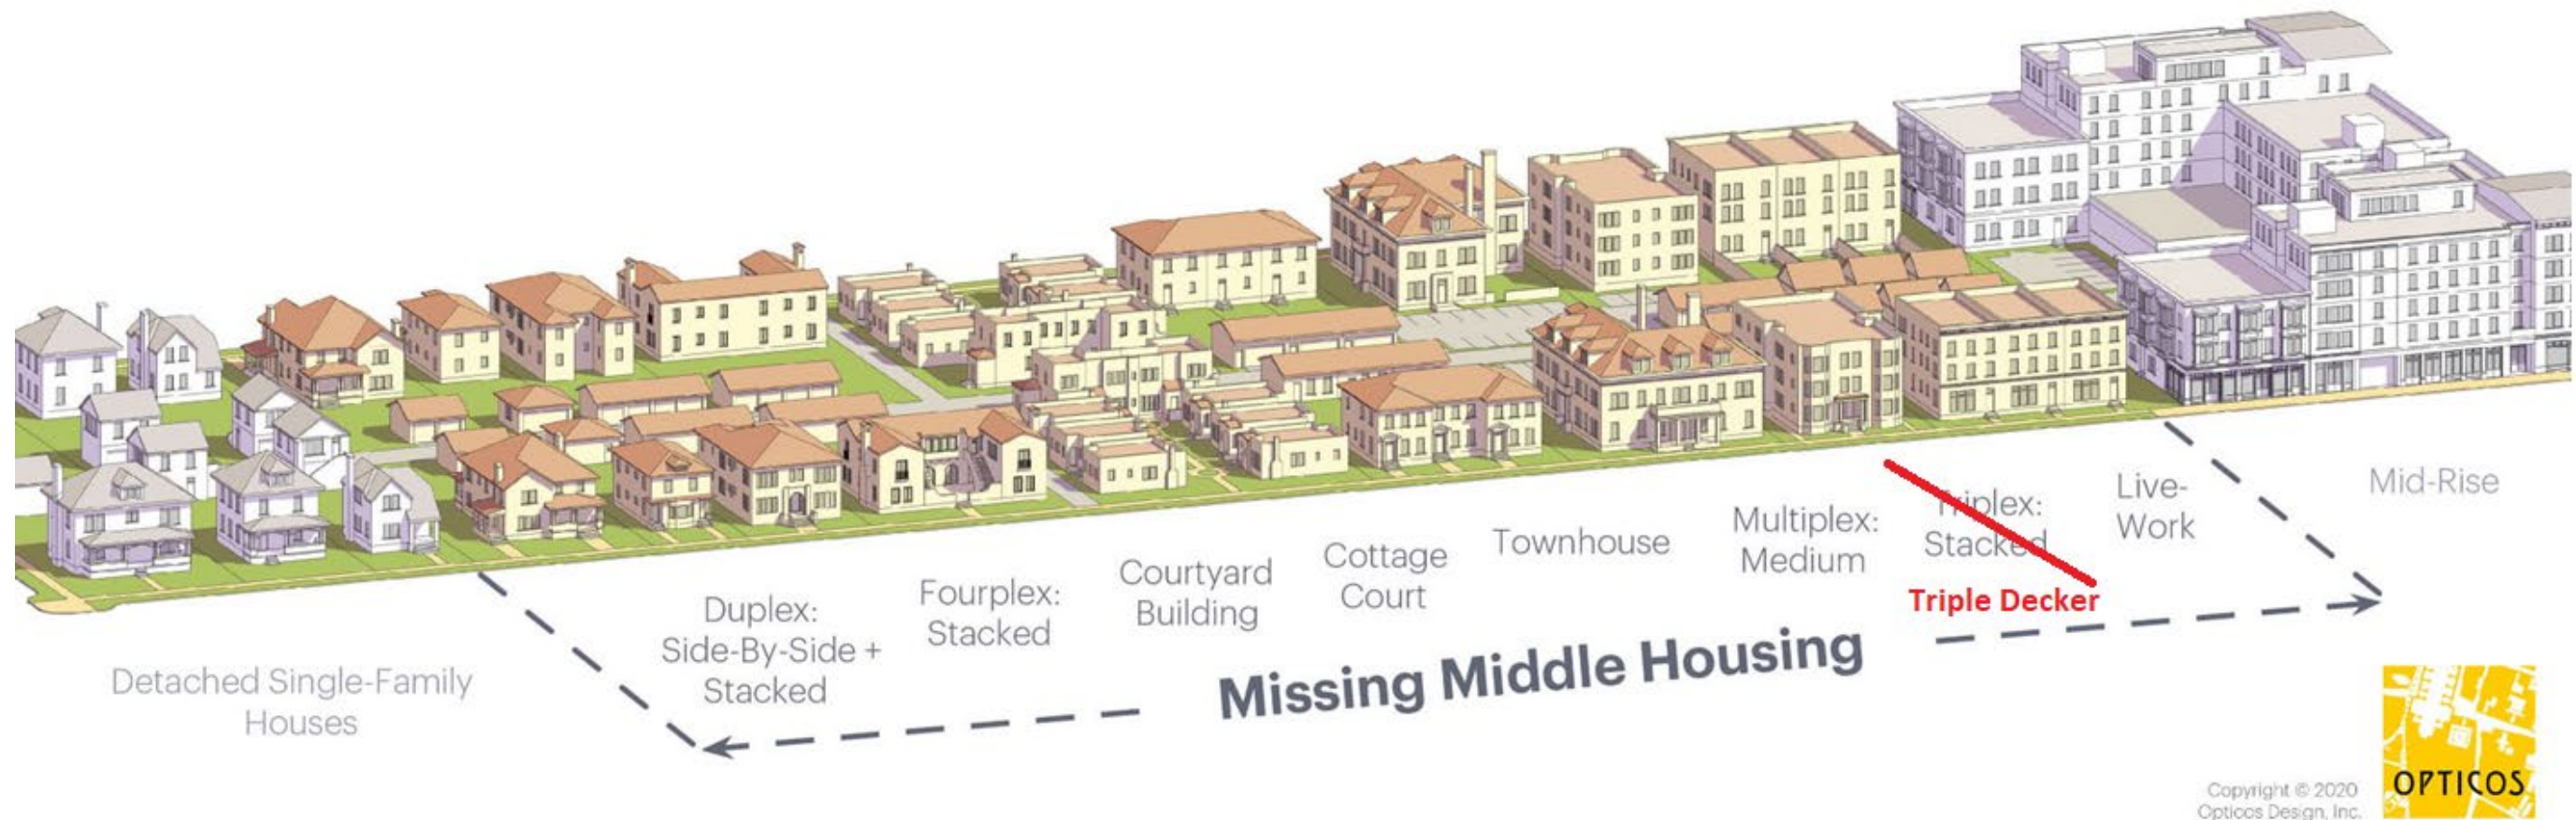 Detached Single-Family
Houses
Duplex:
Side-By-Side +
Stacked
Fourplex:
Stacked
Courtyard
Building
Cottage
Court
Townhouse
Multiplex:
Medium
Triplex:
Stacked
Triple Decker
Live-
Work
Mid-Rise
Missing Middle Housing
OPTICOS
Copyright © 2020
Opticos Design, Inc.